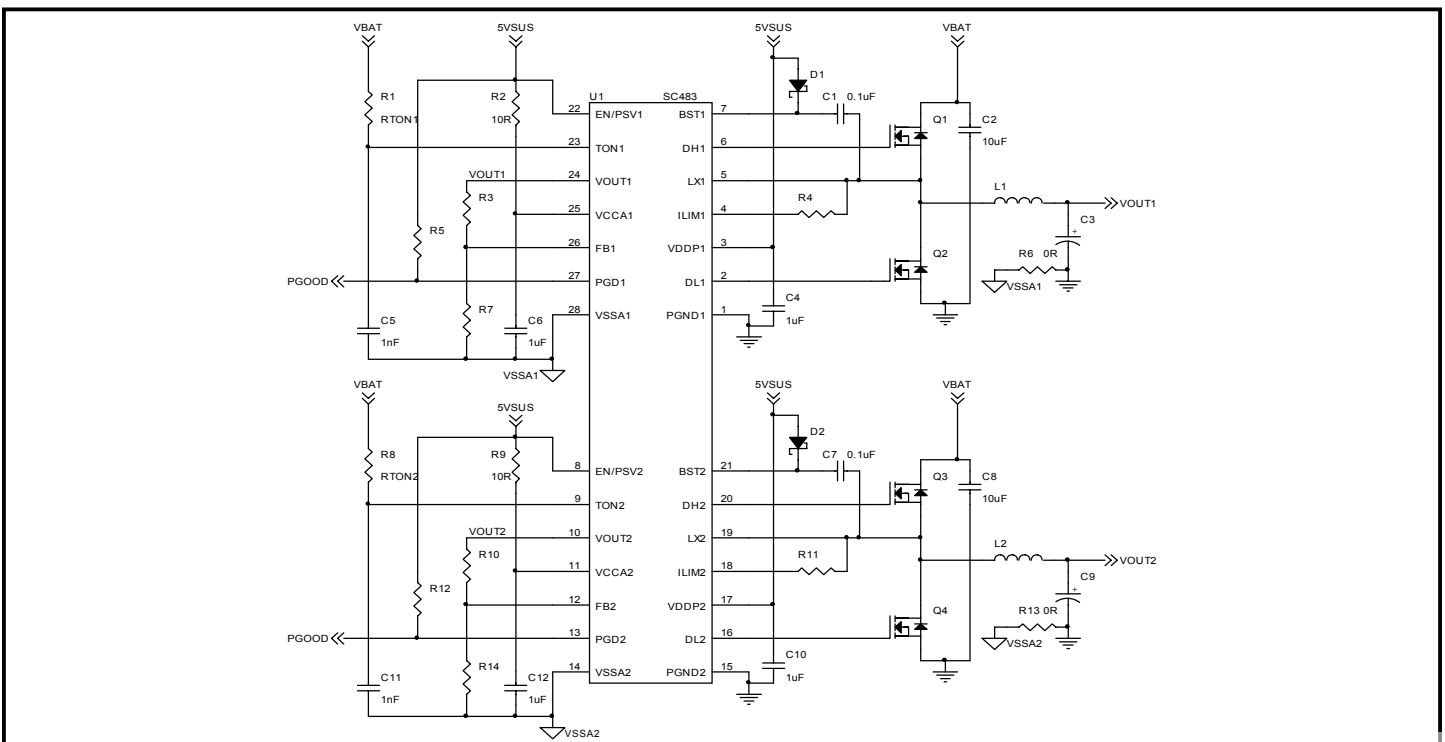 VBAT
5VSUS
5VSUS
VBAT
R1
RTON1
R2
10R
U1
SC483
D1
C1 0.1uF
Q1
C2
10uF
22 EN/PSV1
BST1 7
23 TON1
DH1 6
VOUT1
24 VOUT1
LX1 5
R3
R4
L1
VOUT1
25 VCCA1
ILIM1 4
C3
+
R5
26 FB1
VDDP1 3
Q2
R6 0R
PGOOD
27 PGD1
DL1 2
VSSA1
R7
C4
1uF
28 VSSA1
PGND1 1
C5
1nF
C6
1uF
VSSA1
VBAT
5VSUS
5VSUS
VBAT
R8
RTON2
R9
10R
D2
C7 0.1uF
Q3
C8
10uF
8 EN/PSV2
BST2 21
9 TON2
DH2 20
VOUT2
10 VOUT2
LX2 19
R10
R11
L2
VOUT2
11 VCCA2
ILIM2 18
C9
+
R12
12 FB2
VDDP2 17
Q4
R13 0R
PGOOD
13 PGD2
DL2 16
VSSA2
R14
C10
1uF
14 VSSA2
PGND2 15
C11
1nF
C12
1uF
VSSA2